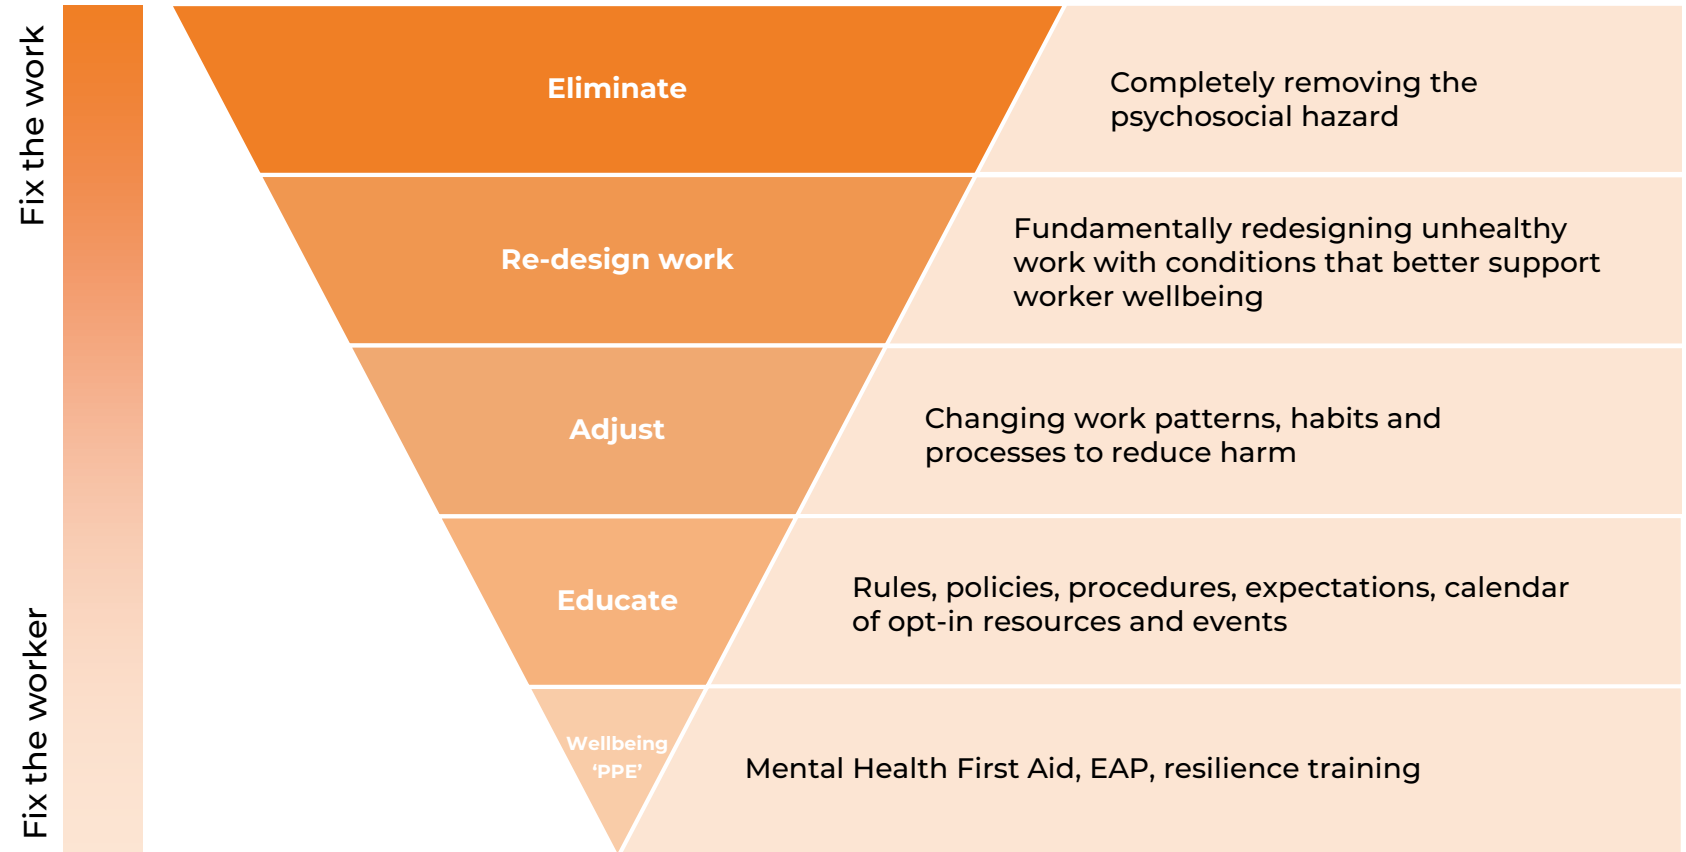 Fix the work
Eliminate
Completely removing the
psychosocial hazard
Re-design work
Fundamentally redesigning unhealthy
work with conditions that better support
worker wellbeing
Adjust
Changing work patterns, habits and
processes to reduce harm
Educate
Rules, policies, procedures, expectations, calendar
of opt-in resources and events
Fix the worker
Wellbeing
‘PPE’
Mental Health First Aid, EAP, resilience training